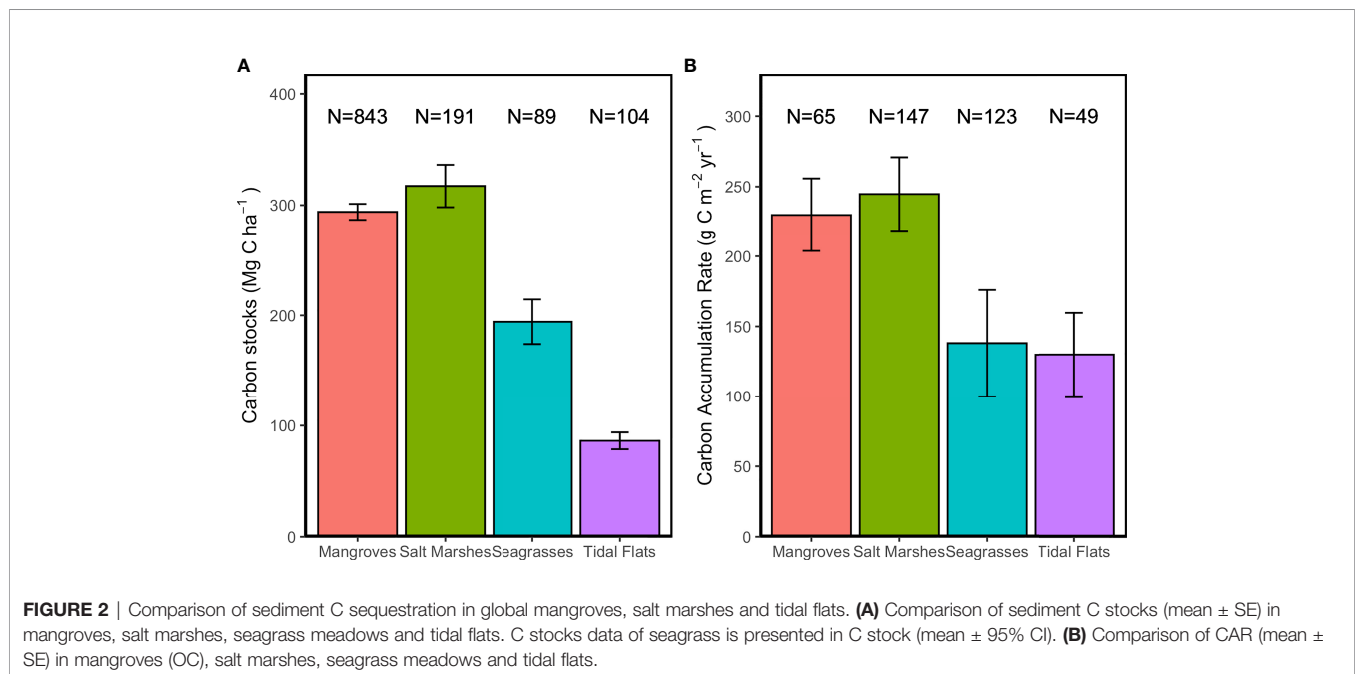 A
B
400
300
200
100
0
Carbon stocks (Mg C ha⁻¹ )
N=843 N=191 N=89 N=104
Mangroves Salt Marshes Seagrasses Tidal Flats
300
250
200
150
100
50
0
Carbon Accumulation Rate (g C m⁻² yr⁻¹ )
N=65 N=147 N=123 N=49
Mangroves Salt Marshes Seagrasses Tidal Flats
FIGURE 2 | Comparison of sediment C sequestration in global mangroves, salt marshes and tidal flats. (A) Comparison of sediment C stocks (mean ± SE) in
mangroves, salt marshes, seagrass meadows and tidal flats. C stocks data of seagrass is presented in C stock (mean ± 95% CI). (B) Comparison of CAR (mean ±
SE) in mangroves (OC), salt marshes, seagrass meadows and tidal flats.